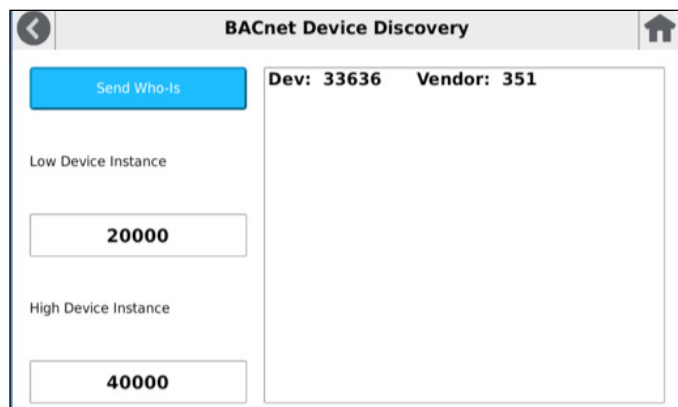 BACnet Device Discovery
Send Who-Is
Dev: 33636 Vendor: 351
Low Device Instance
20000
High Device Instance
40000